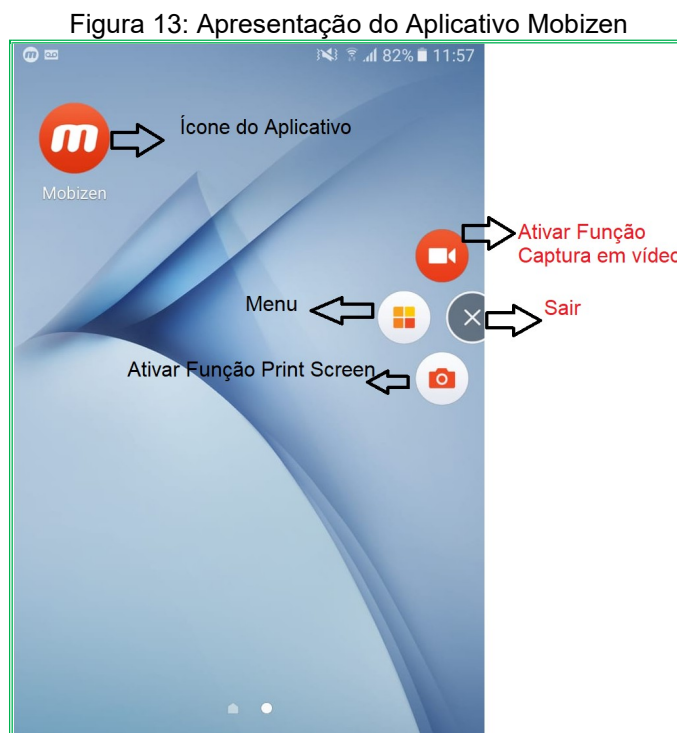 Figura 13: Apresentação do Aplicativo Mobizen
82% 11:57
m
Ícone do Aplicativo
Mobizen
Ativar Função
Captura em vídeo
Menu
Sair
Ativar Função Print Screen